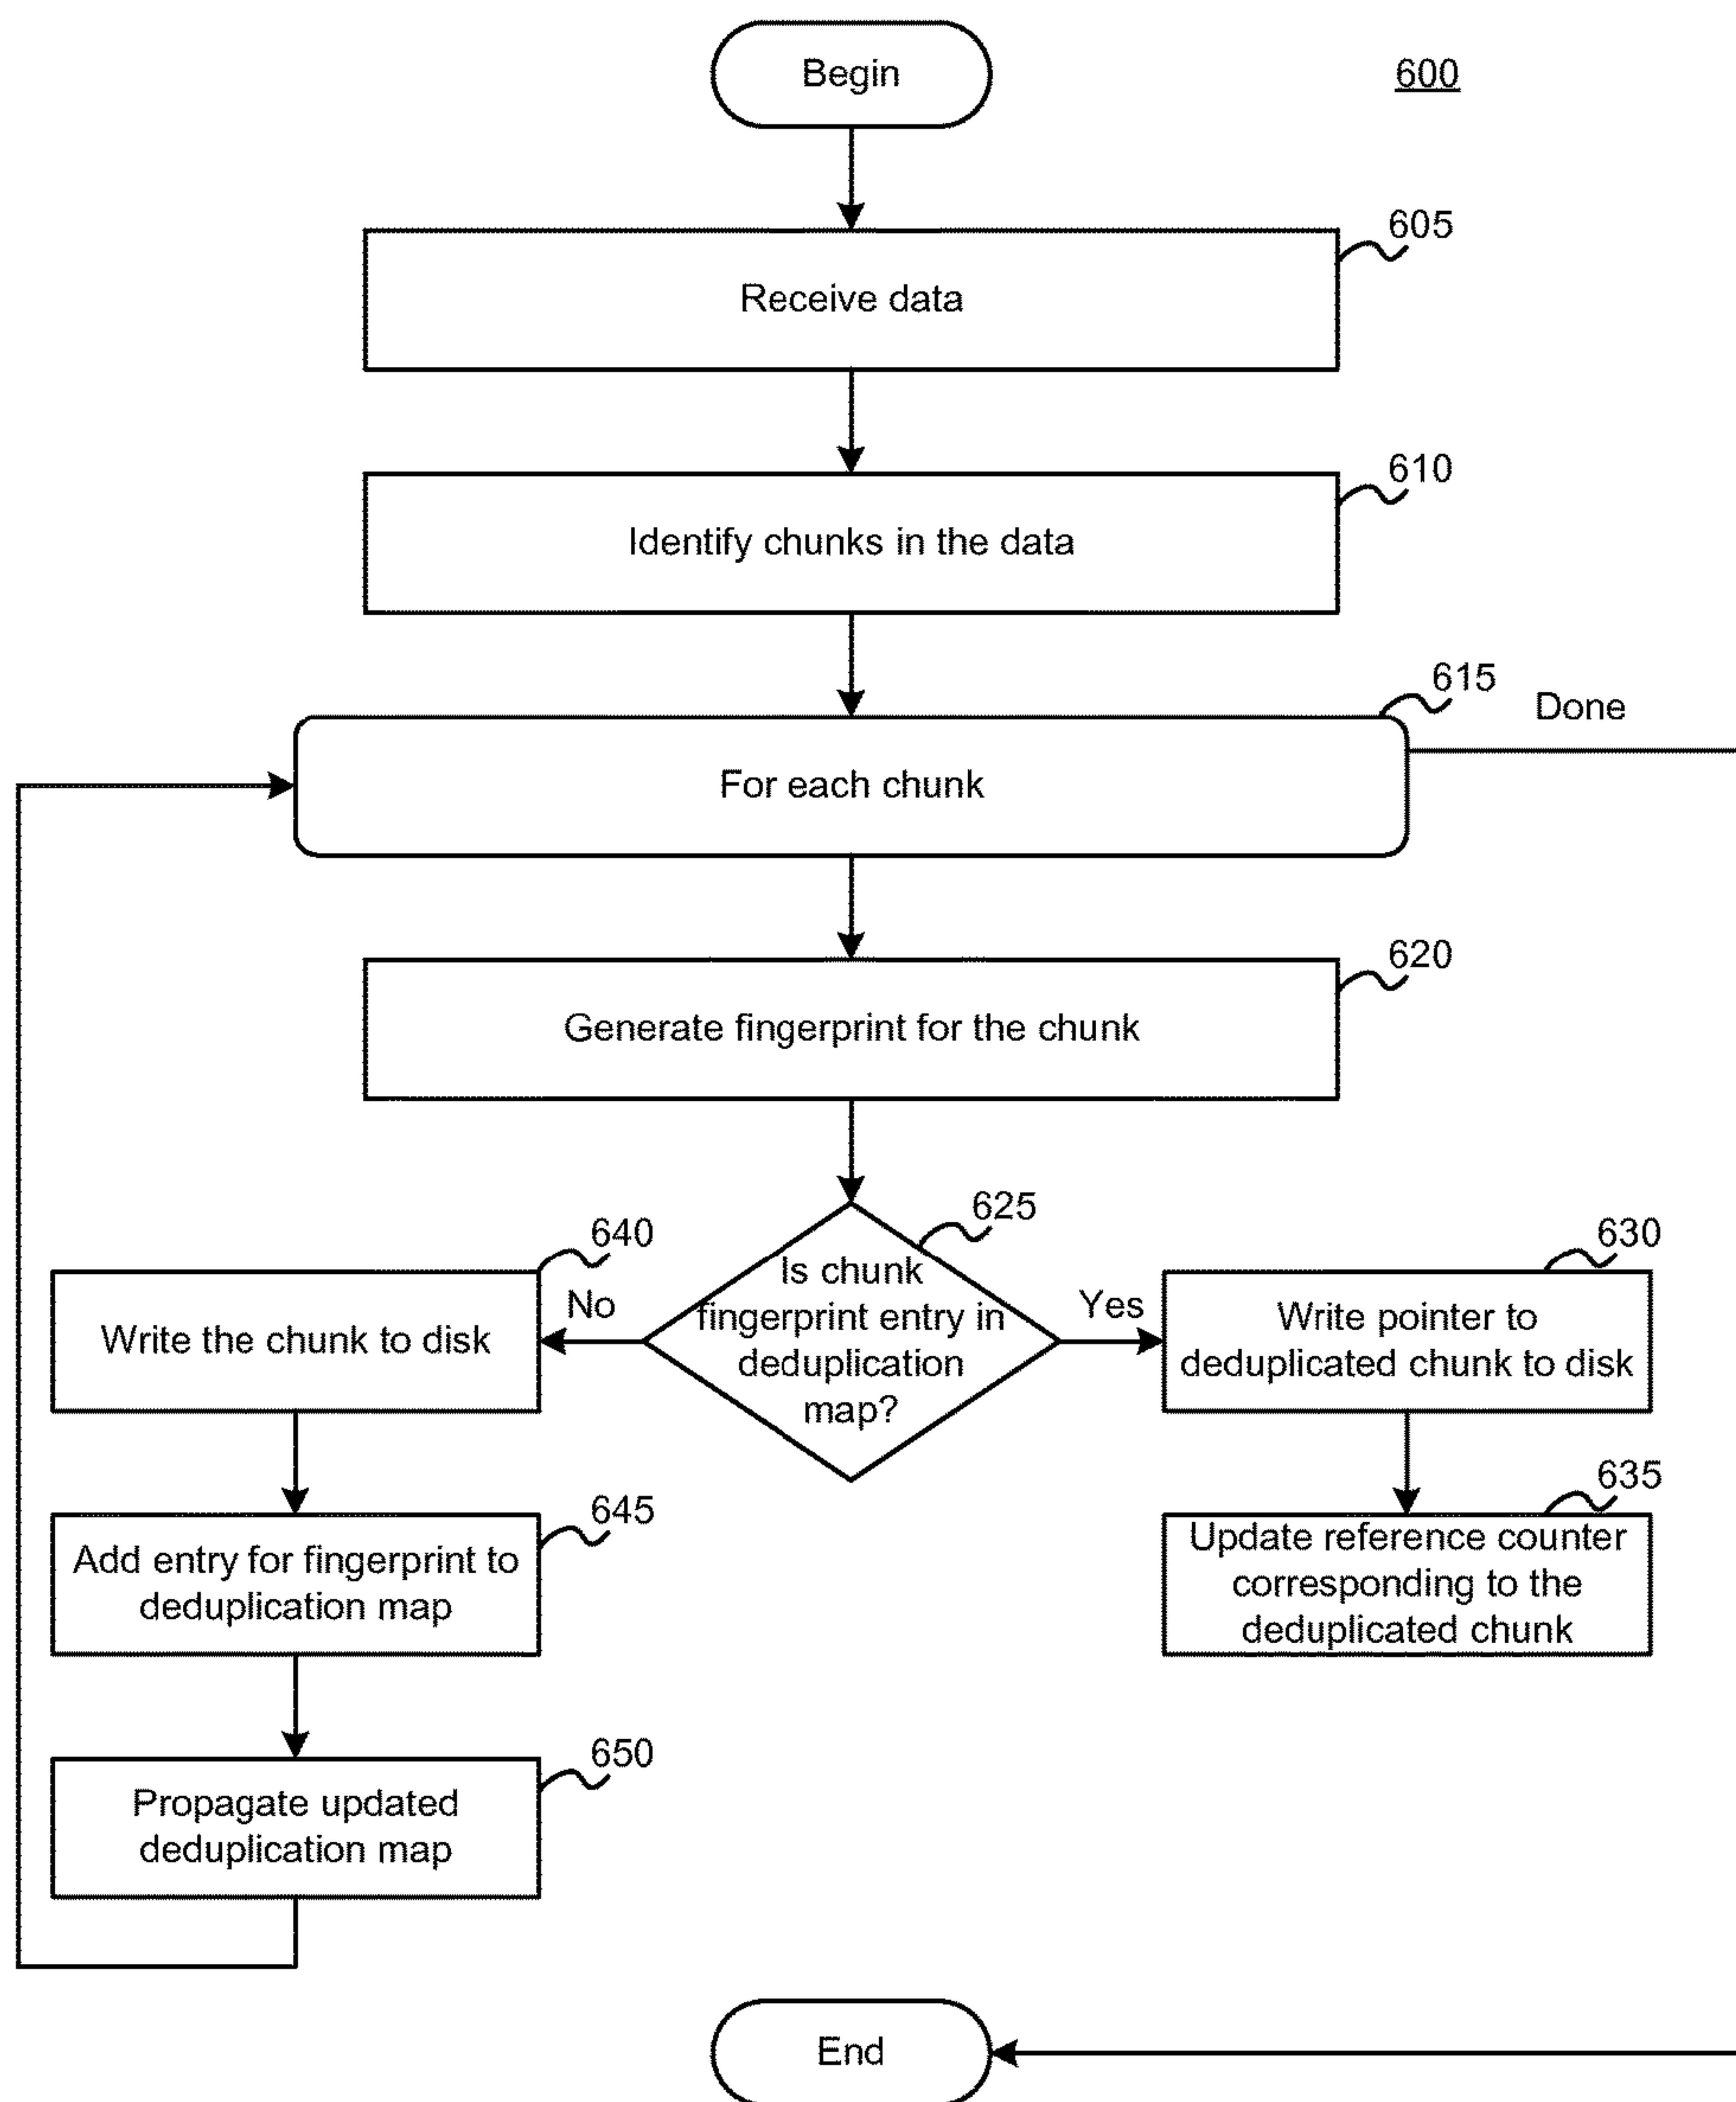 Begin
600
605
Receive data
610
Identify chunks in the data
615
Done
For each chunk
620
Generate fingerprint for the chunk
625
640
630
Is chunk
fingerprint entry in
deduplication
map?
No
Yes
Write the chunk to disk
Write pointer to
deduplicated chunk to disk
645
635
Add entry for fingerprint to
deduplication map
Update reference counter
corresponding to the
deduplicated chunk
650
Propagate updated
deduplication map
End